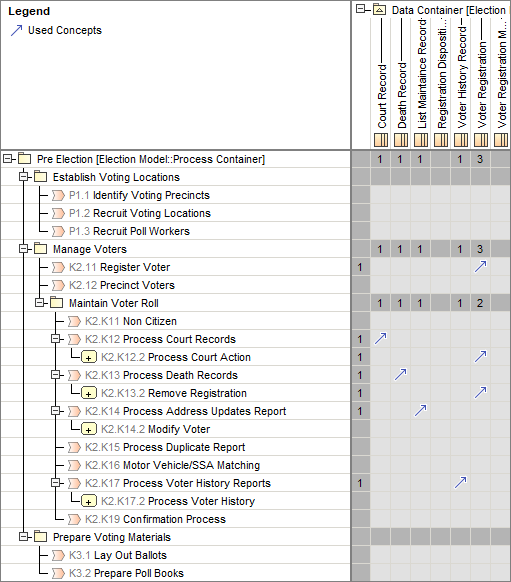 Legend
Used Concepts
Data Container [Election
Court Record
Death Record
List Maintaince Record
Registration Dispositi...
Voter History Record
Voter Registration
Voter Registration M...
Pre Election [Election Model::Process Container] 1 1 1 1 3
Establish Voting Locations
P1.1 Identify Voting Precincts
P1.2 Recruit Voting Locations
P1.3 Recruit Poll Workers
Manage Voters 1 1 1 1 3
K2.11 Register Voter 1
K2.12 Precinct Voters
Maintain Voter Roll 1 1 1 1 2
K2.K11 Non Citizen
K2.K12 Process Court Records 1
K2.K12.2 Process Court Action 1
K2.K13 Process Death Records 1
K2.K13.2 Remove Registration 1
K2.K14 Process Address Updates Report 1
K2.K14.2 Modify Voter
K2.K15 Process Duplicate Report
K2.K16 Motor Vehicle/SSA Matching
K2.K17 Process Voter History Reports 1
K2.K17.2 Process Voter History
K2.K19 Confirmation Process
Prepare Voting Materials
K3.1 Lay Out Ballots
K3.2 Prepare Poll Books